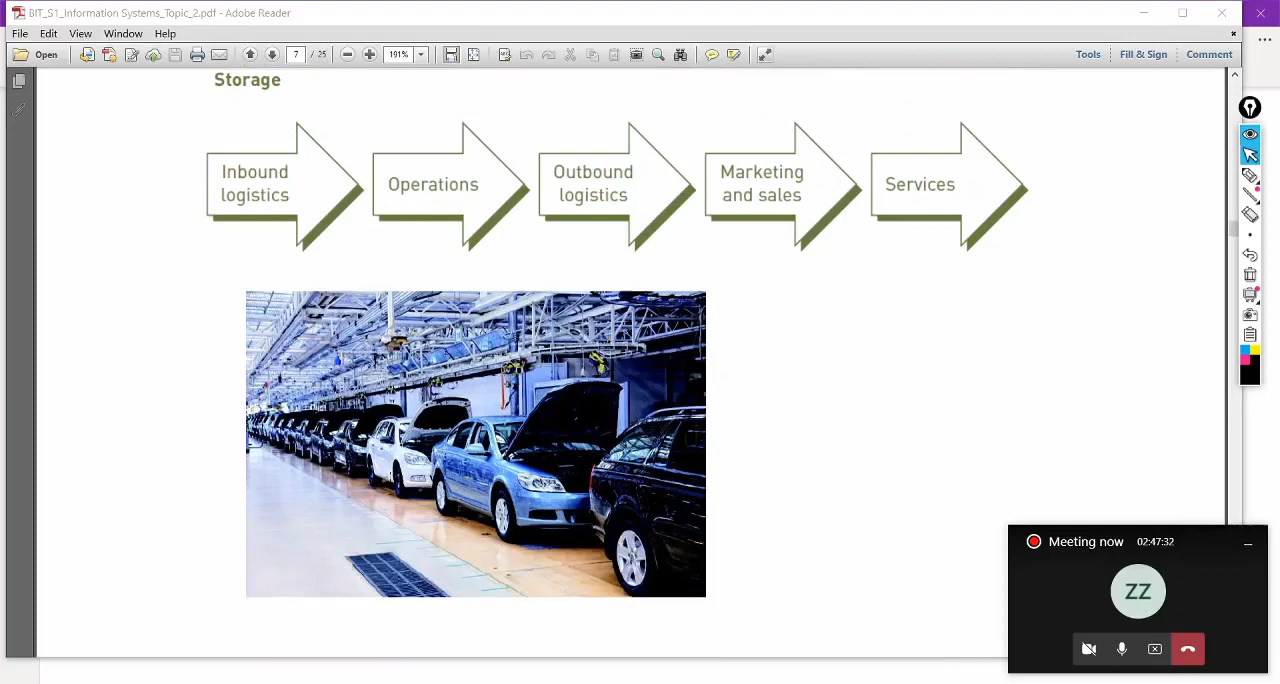 BIT_S1_Information Systems_Topic_2.pdf - Adobe Reader
File Edit View Window Help
Open 7 / 25 191% Tools Fill & Sign Comment
Storage
Inbound
logistics
Operations
Outbound
logistics
Marketing
and sales
Services
Meeting now 02:47:32
ZZ